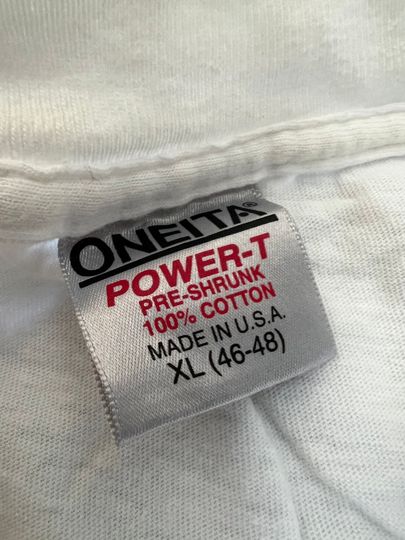 ONEITA®
POWER-T
PRE-SHRUNK
100% COTTON
MADE IN U.S.A.
XL (46-48)